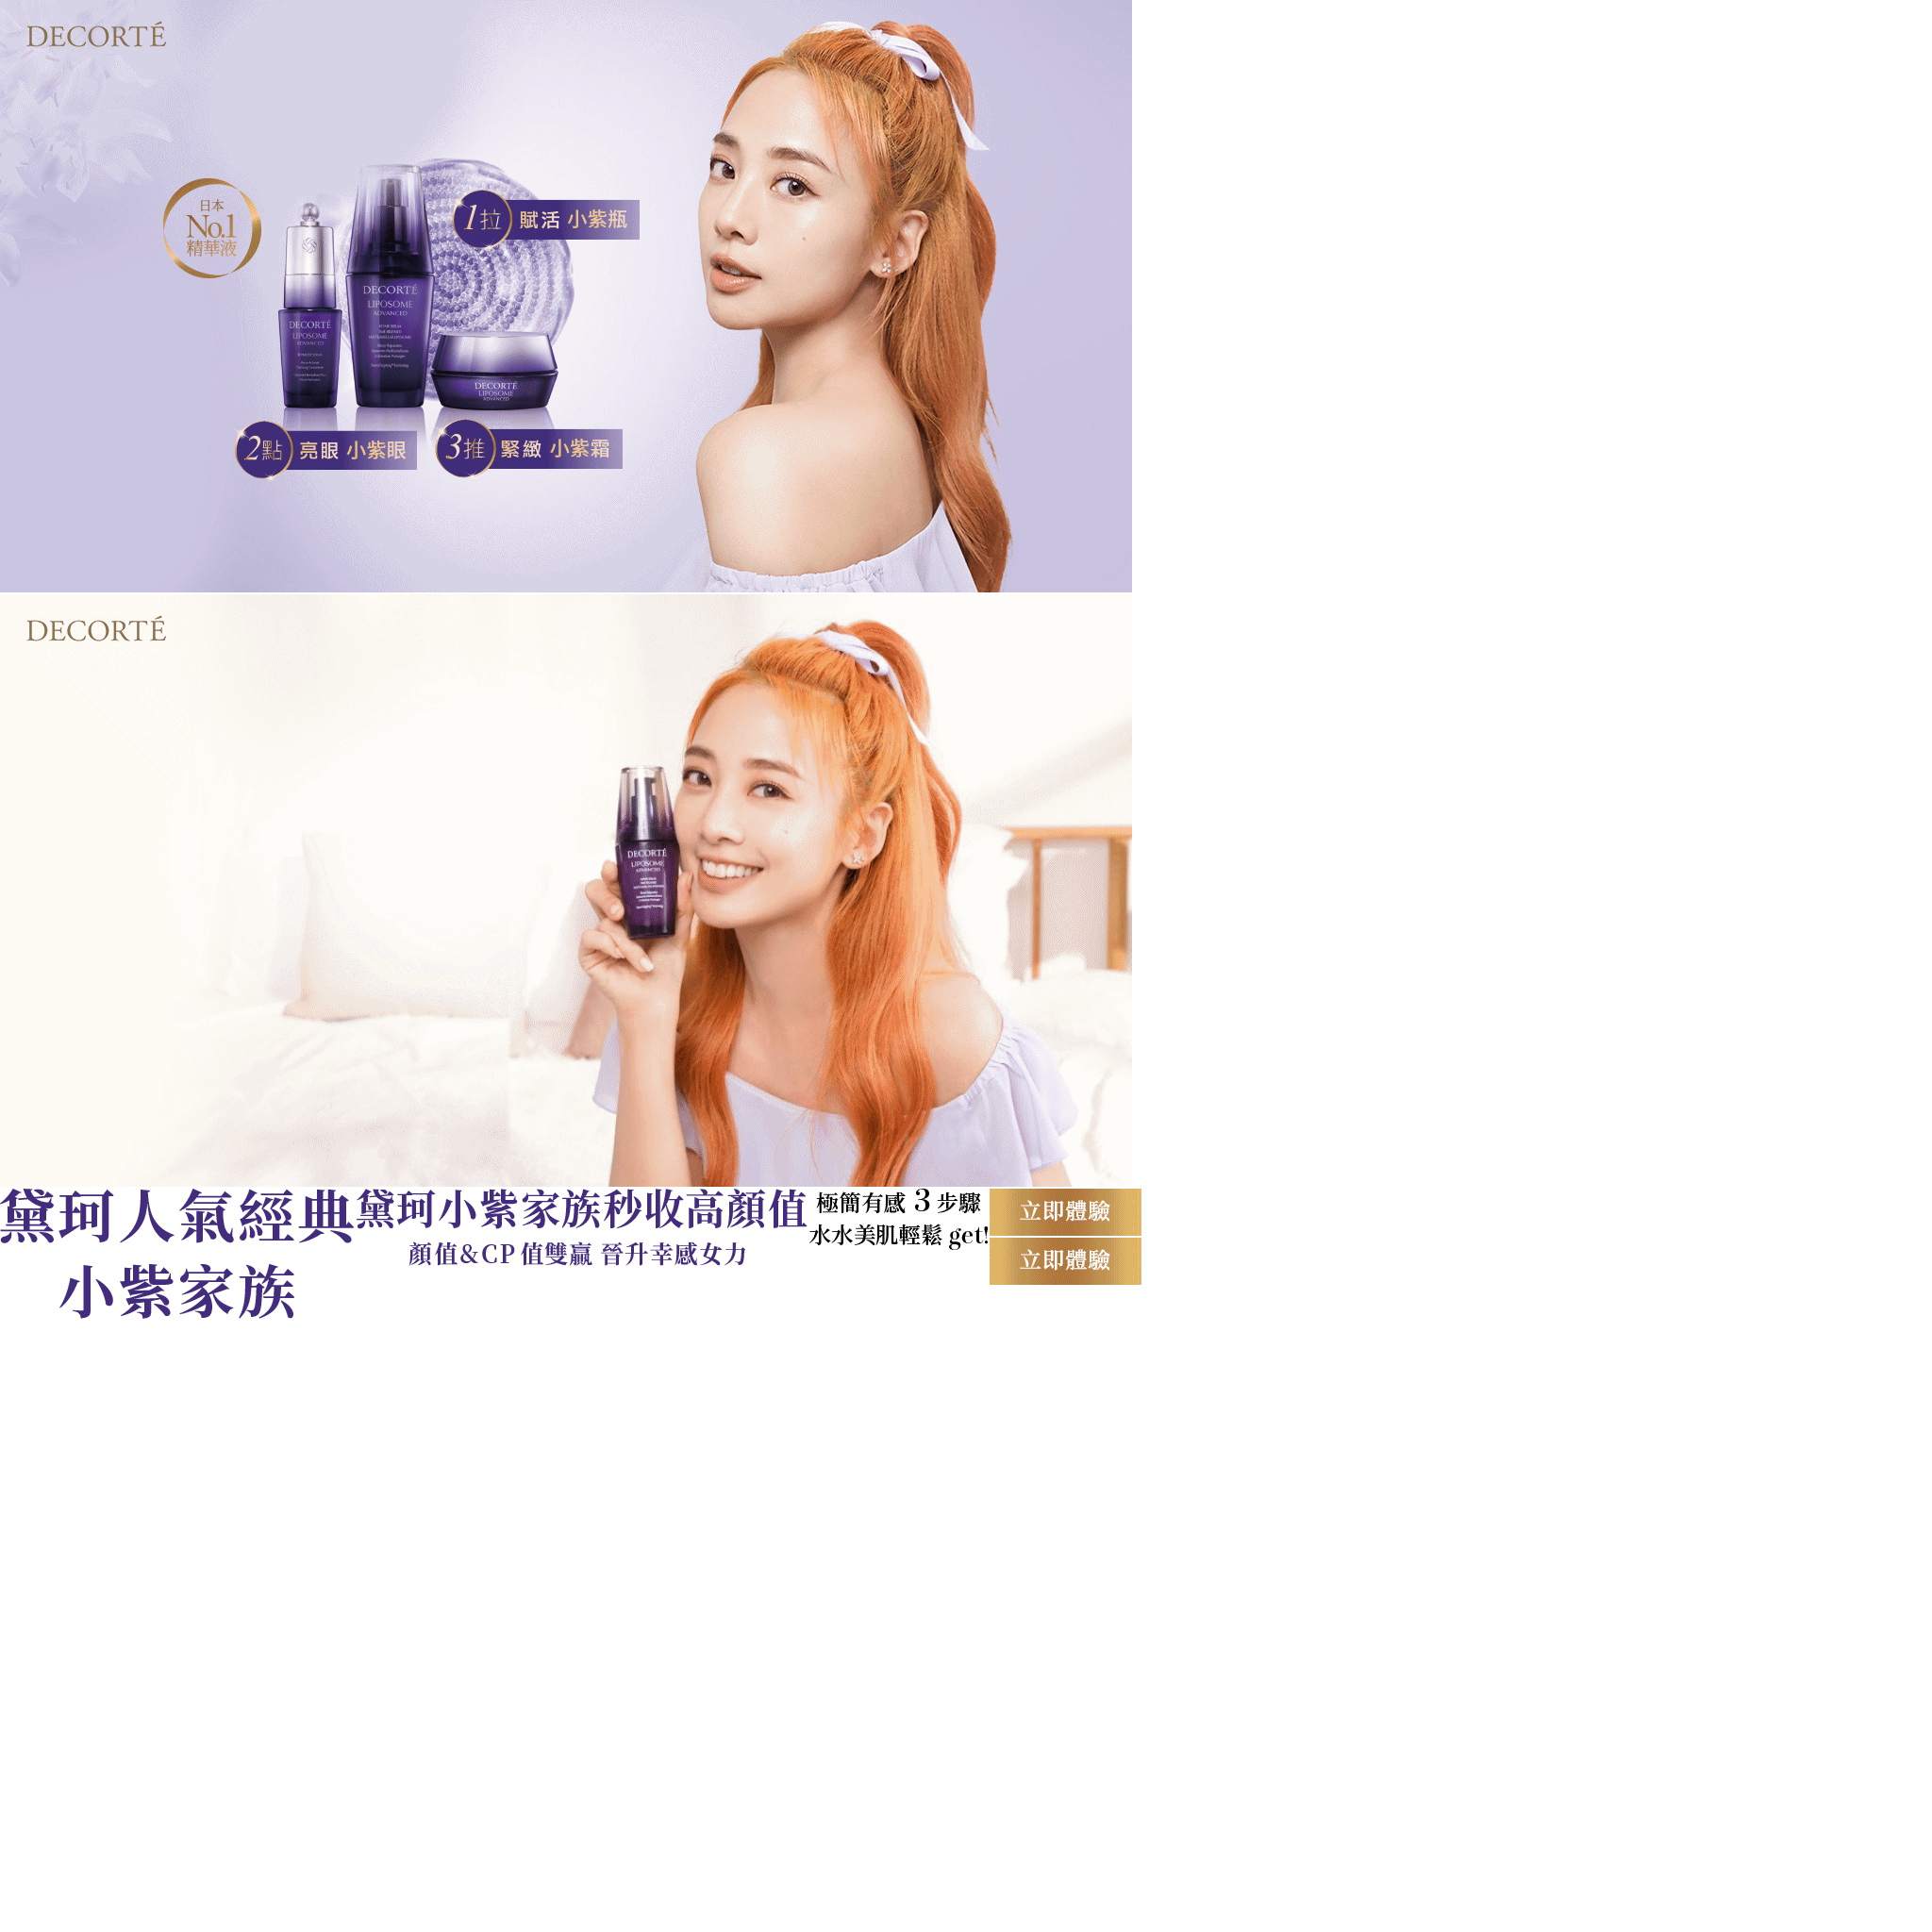 DECORTÉ
日本
No.1
精華液
1拉 賦活 小紫瓶
DECORTÉ
LIPOSOME
ADVANCED
DECORTÉ
LIPOSOME
ADVANCED
DECORTÉ
LIPOSOME
ADVANCED
2點 亮眼 小紫眼
3推 緊緻 小紫霜
DECORTÉ
DECORTÉ
LIPOSOME
ADVANCED
黛珂人氣經典
小紫家族
黛珂小紫家族秒收高顏值
顏值&CP值雙贏 晉升幸感女力
極簡有感 3 步驟
水水美肌輕鬆 get!
立即體驗
立即體驗